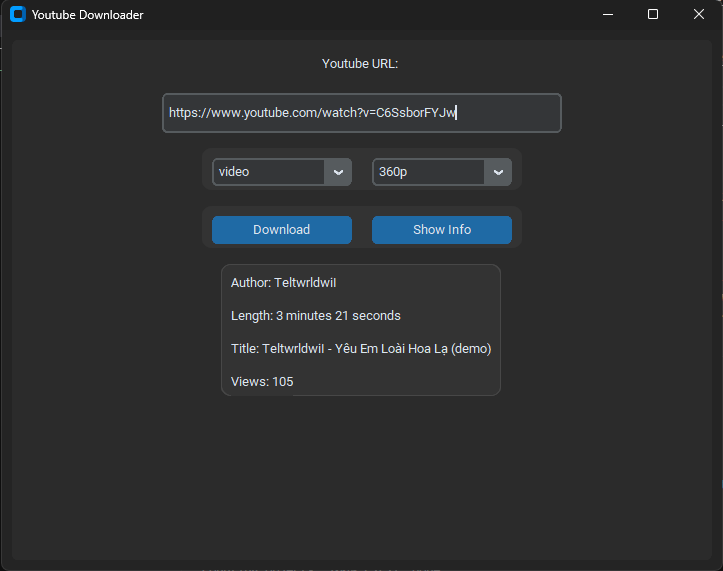 Youtube Downloader
Youtube URL:
https://www.youtube.com/watch?v=C6SsborFYJw
video 360p
Download Show Info
Author: Teltwrldwil
Length: 3 minutes 21 seconds
Title: Teltwrldwil - Yêu Em Loài Hoa Lạ (demo)
Views: 105